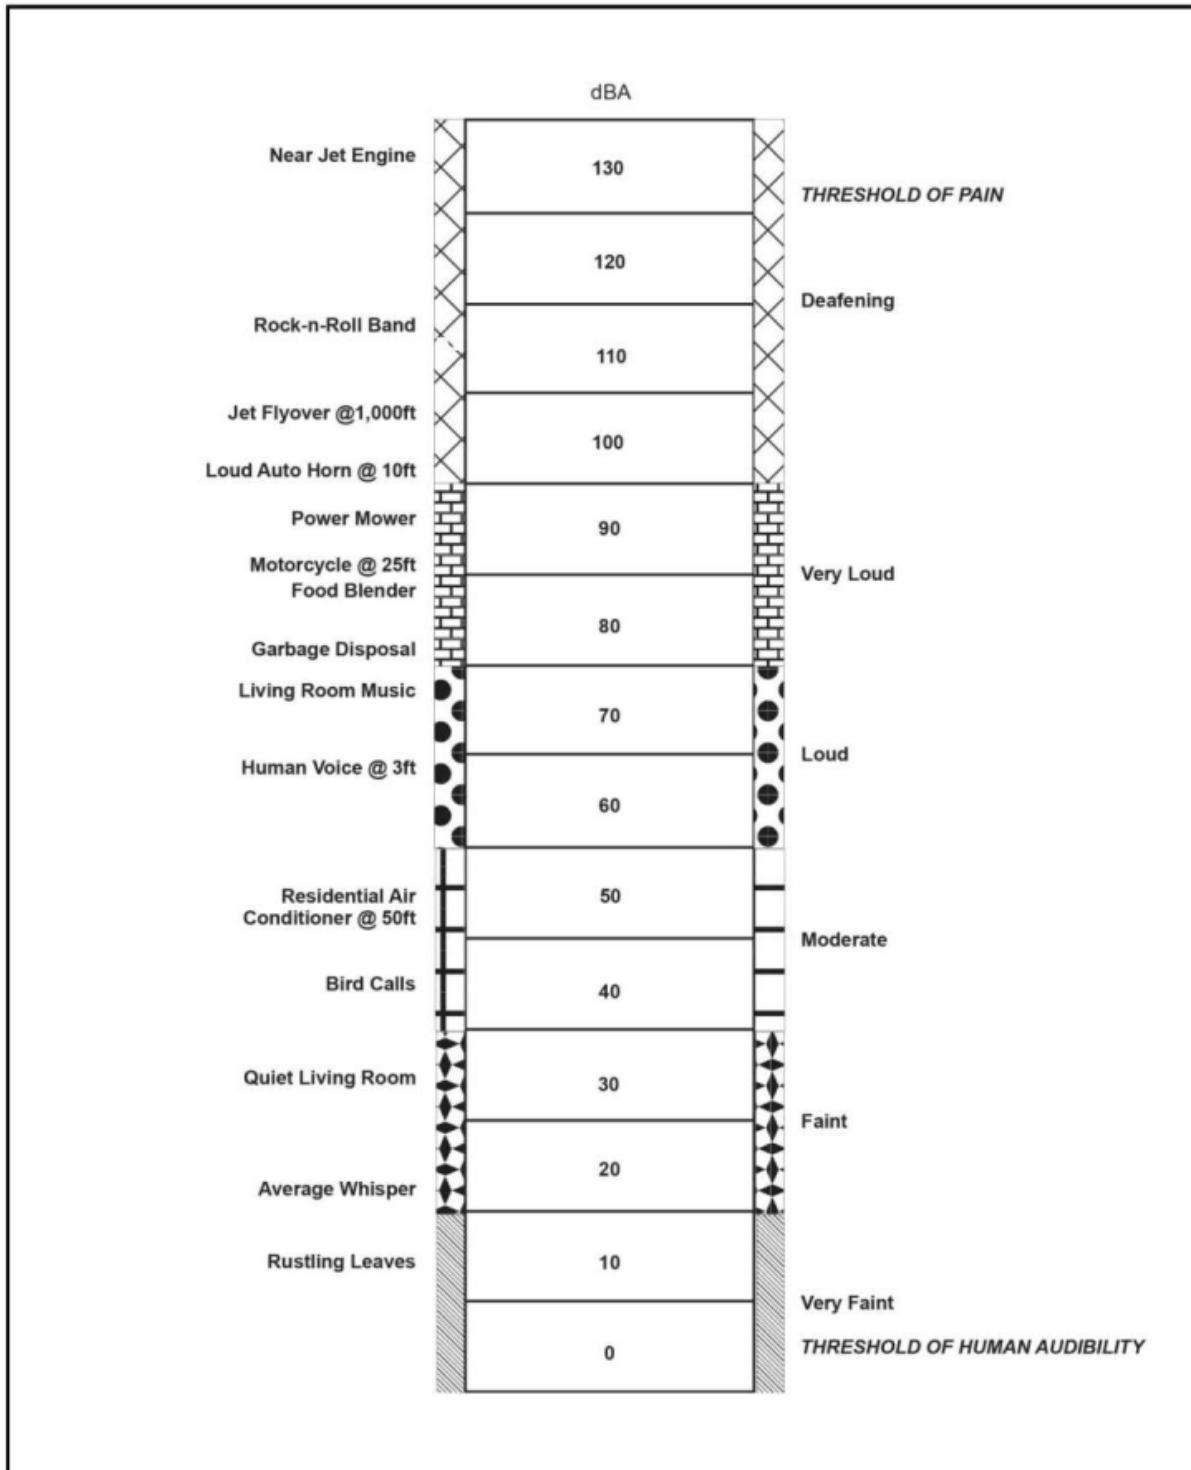 dBA
Near Jet Engine
130
THRESHOLD OF PAIN
120
Deafening
Rock-n-Roll Band
110
Jet Flyover @1,000ft
100
Loud Auto Horn @ 10ft
Power Mower
90
Motorcycle @ 25ft
Very Loud
Food Blender
80
Garbage Disposal
Living Room Music
70
Loud
Human Voice @ 3ft
60
Residential Air
50
Conditioner @ 50ft
Moderate
Bird Calls
40
Quiet Living Room
30
Faint
20
Average Whisper
Rustling Leaves
10
Very Faint
THRESHOLD OF HUMAN AUDIBILITY
0